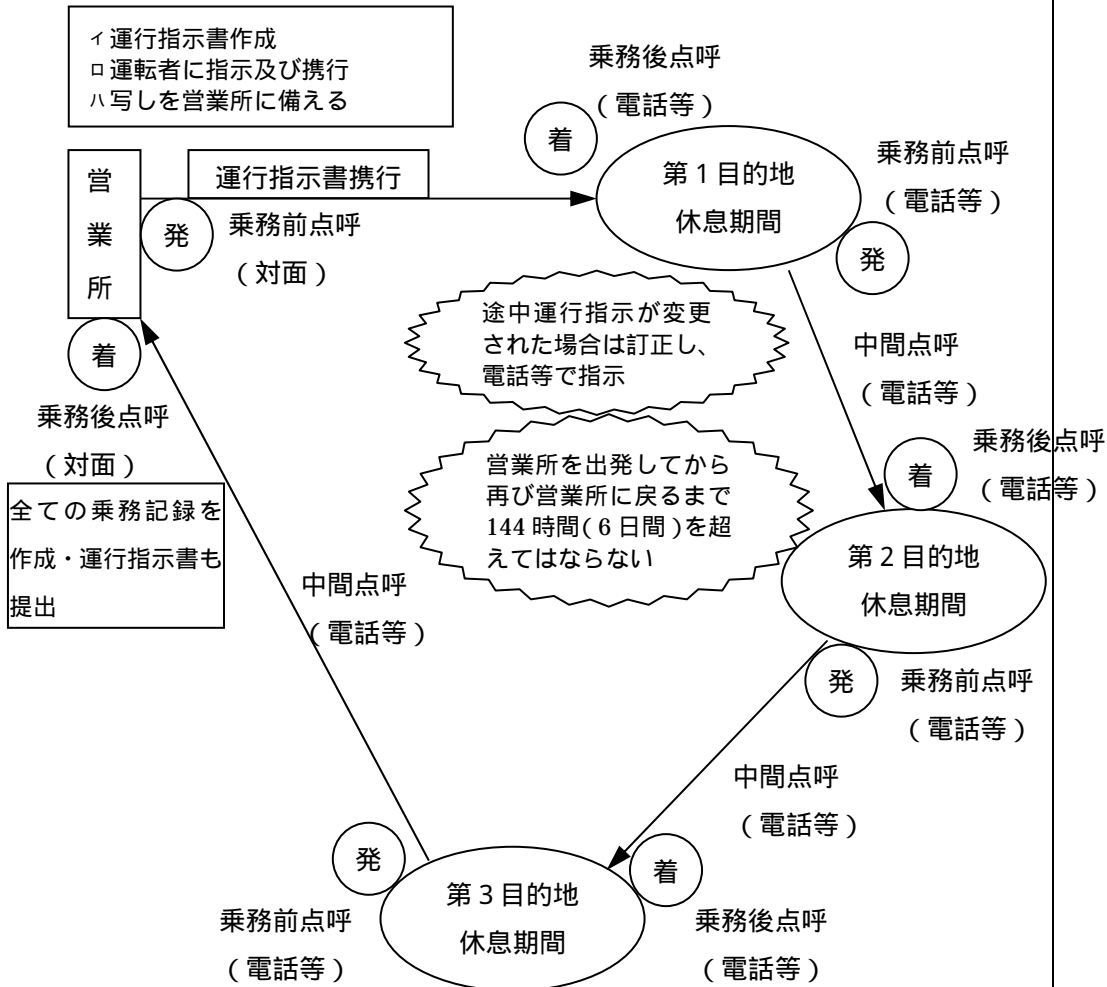 イ運行指示書作成
ロ運転者に指示及び携行
ハ写しを営業所に備える
営
業
所
運行指示書携行
発
乗務前点呼
（対面）
乗務後点呼
（電話等）
着
第１目的地
休息期間
乗務前点呼
（電話等）
発
途中運行指示が変更
された場合は訂正し、
電話等で指示
中間点呼
（電話等）
乗務後点呼
（電話等）
着
営業所を出発してから
再び営業所に戻るまで
144時間(６日間)を超
えてはならない
第２目的地
休息期間
発
乗務前点呼
（電話等）
中間点呼
（電話等）
着
乗務後点呼
（電話等）
第３目的地
休息期間
発
乗務前点呼
（電話等）
中間点呼
（電話等）
着
乗務後点呼
（対面）
全ての乗務記録を
作成・運行指示書も
提出